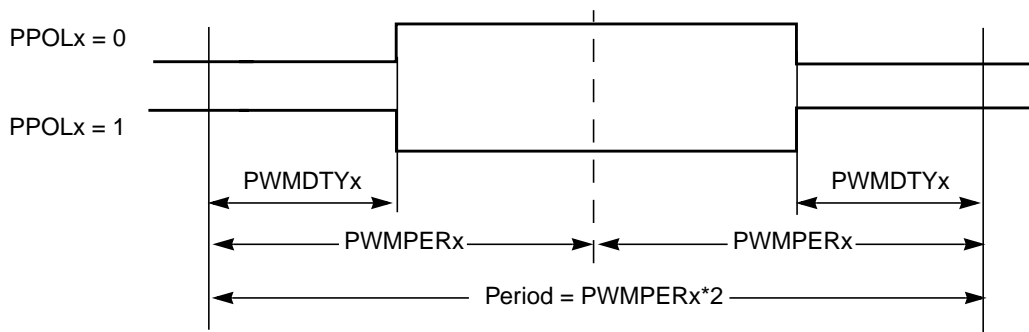 PPOLx = 0
PPOLx = 1
PWMDTYx PWMDTYx
PWMPERx PWMPERx
Period = PWMPERx*2